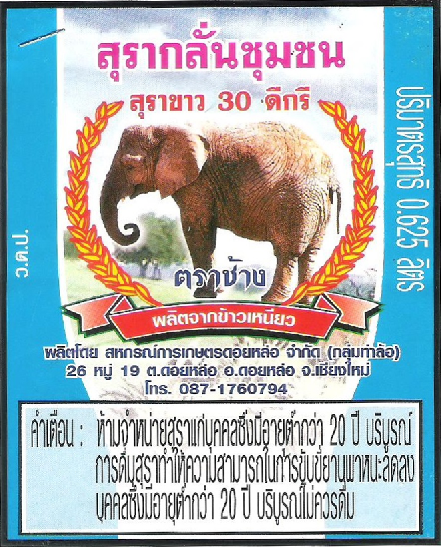 สุรากลั่นชุมชน
สุราขาว 30 ดีกรี
ตราช้าง
ผลิตจากข้าวเหนียว
ว.ด.ป.
ปริมาตรสุทธิ 0.625 ลิตร
ผลิตโดย สหกรณ์การเกษตรดอยหล่อ จำกัด (กลุ่มท่าล้อ)
26 หมู่ 19 ต.ดอยหล่อ อ.ดอยหล่อ จ.เชียงใหม่
โทร. 087-1760794
คำเตือน : ห้ามจำหน่ายสุราแก่บุคคลซึ่งมีอายุต่ำกว่า 20 ปี บริบูรณ์
การดื่มสุราทำให้ความสามารถในการขับขี่ยานพาหนะลดลง
บุคคลซึ่งมีอายุต่ำกว่า 20 ปี บริบูรณ์ไม่ควรดื่ม